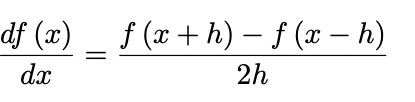 df (x)/dx = f (x + h) − f (x − h)/2h